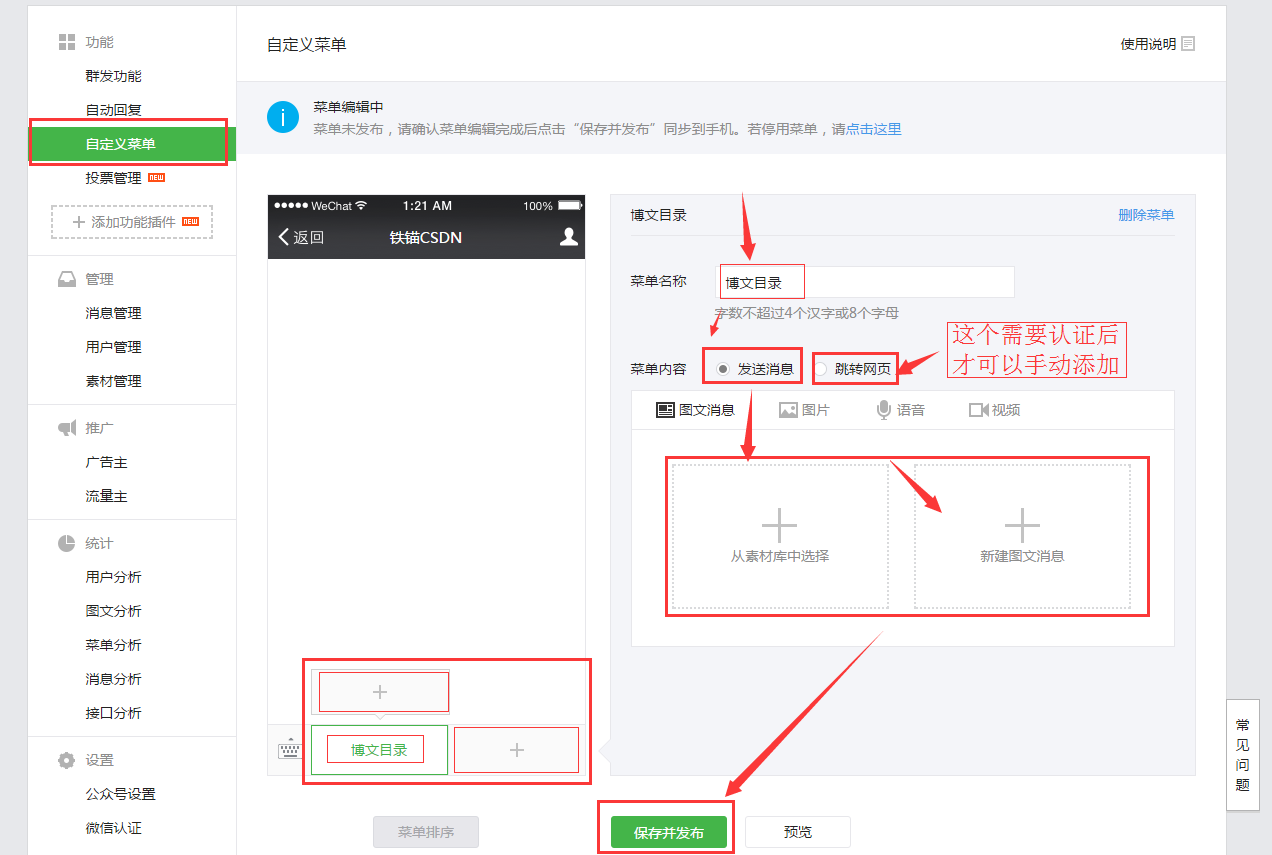 功能
群发功能
自动回复
自定义菜单
投票管理 NEW
添加功能插件 NEW
管理
消息管理
用户管理
素材管理
推广
广告主
流量主
统计
用户分析
图文分析
菜单分析
消息分析
接口分析
设置
公众号设置
微信认证
自定义菜单
使用说明
i
菜单编辑中
菜单未发布，请确认菜单编辑完成后点击“保存并发布”同步到手机。若停用菜单，请点击这里
WeChat 1:21 AM 100%
返回 铁锚CSDN
博文目录
菜单排序
博文目录 删除菜单
菜单名称 博文目录
字数不超过4个汉字或8个字母
这个需要认证后
才可以手动添加
菜单内容 发送消息 跳转网页
图文消息 图片 语音 视频
从素材库中选择 新建图文消息
保存并发布 预览
常
见
问
题